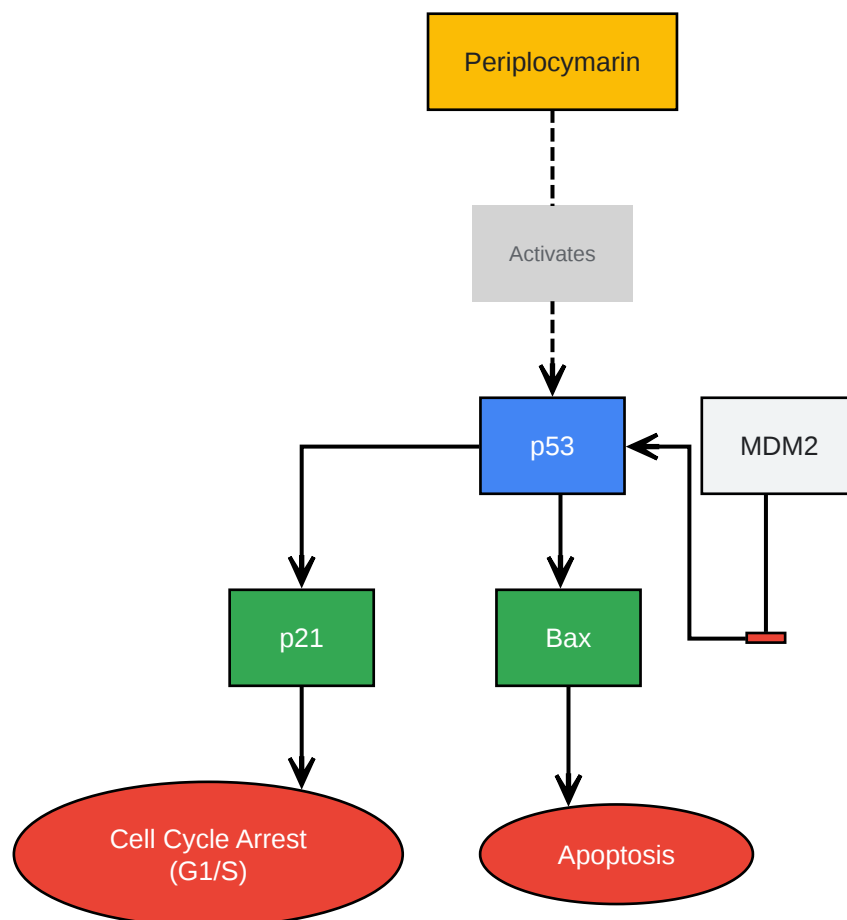 Periplocymarin
Activates
p53
MDM2
p21
Bax
Cell Cycle Arrest
(G1/S)
Apoptosis